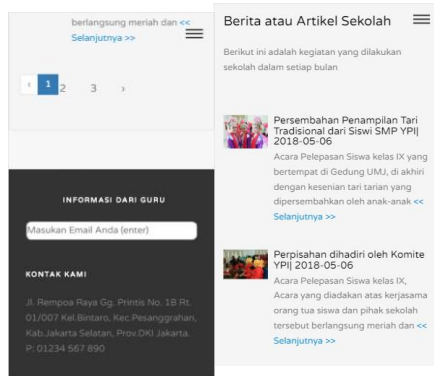 berlangsung meriah dan <<
Selanjutnya >>
‹ 1 2 3 ›
INFORMASI DARI GURU
Masukan Email Anda (enter)
KONTAK KAMI
Jl. Rempoa Raya Gg. Printis No. 1B Rt.
01/007 Kel.Bintaro, Kec.Pesanggrahan,
Kab.Jakarta Selatan, Prov.DKI Jakarta.
P: 01234 567 890
Berita atau Artikel Sekolah
Berikut ini adalah kegiatan yang dilakukan
sekolah dalam setiap bulan
Persembahan Penampilan Tari
Tradisional dari Siswi SMP YPI|
2018-05-06
Acara Pelepasan Siswa kelas IX yang
bertempat di Gedung UMJ, di akhiri
dengan kesenian tari tarian yang
dipersembahkan oleh anak-anak <<
Selanjutnya >>
Perpisahan dihadiri oleh Komite
YPI| 2018-05-06
Acara Pelepasan Siswa kelas IX,
Acara yang diadakan atas kerjasama
orang tua siswa dan pihak sekolah
tersebut berlangsung meriah dan <<
Selanjutnya >>